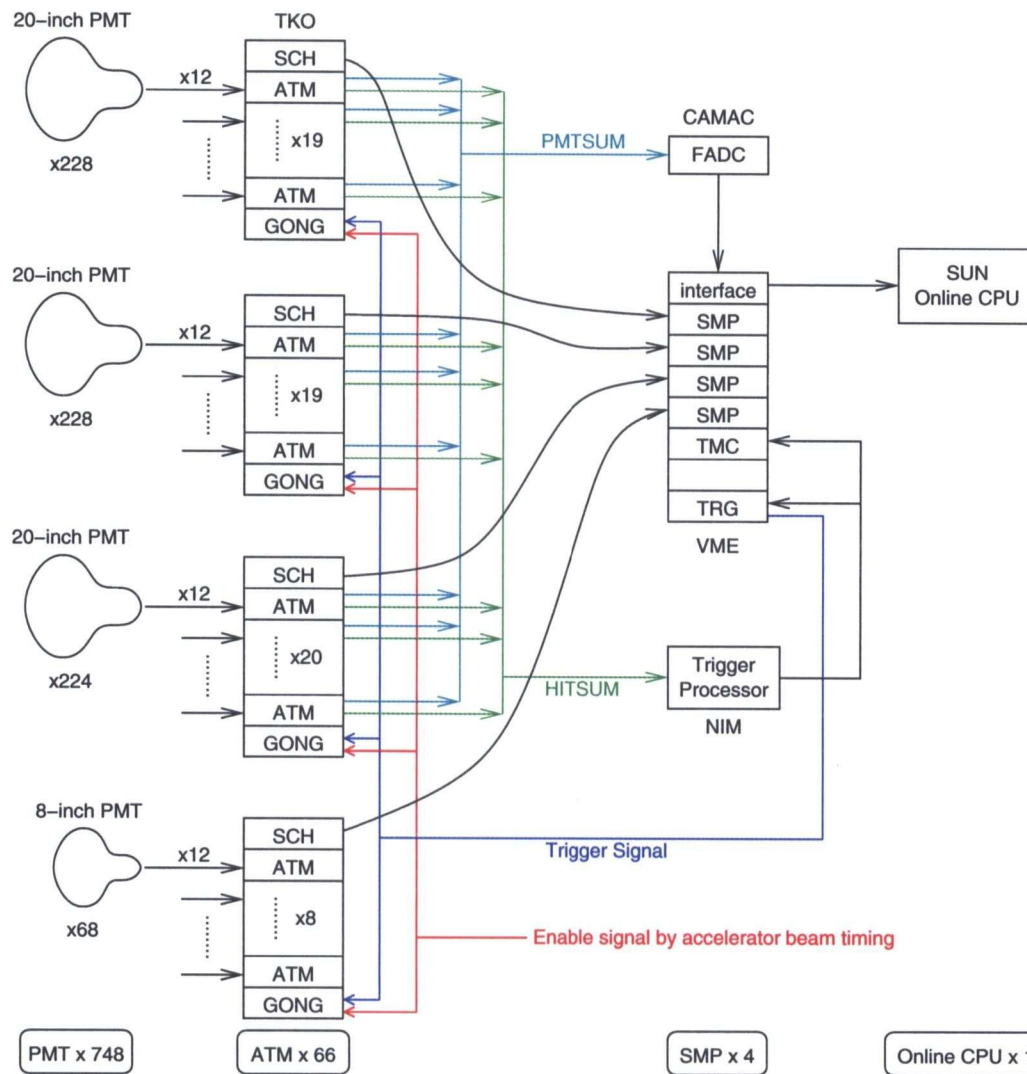 20-inch PMT
TKO
SCH
x12
ATM
x19
x228
ATM
GONG
PMTSUM
CAMAC
FADC
20-inch PMT
SCH
x12
ATM
x19
x228
ATM
GONG
interface
SMP
SMP
SMP
SMP
TMC
TRG
VME
SUN
Online CPU
20-inch PMT
SCH
x12
ATM
x20
x224
ATM
GONG
HITSUM
Trigger
Processor
NIM
8-inch PMT
SCH
x12
ATM
x8
x68
ATM
GONG
Trigger Signal
Enable signal by accelerator beam timing
PMT x 748
ATM x 66
SMP x 4
Online CPU x 1